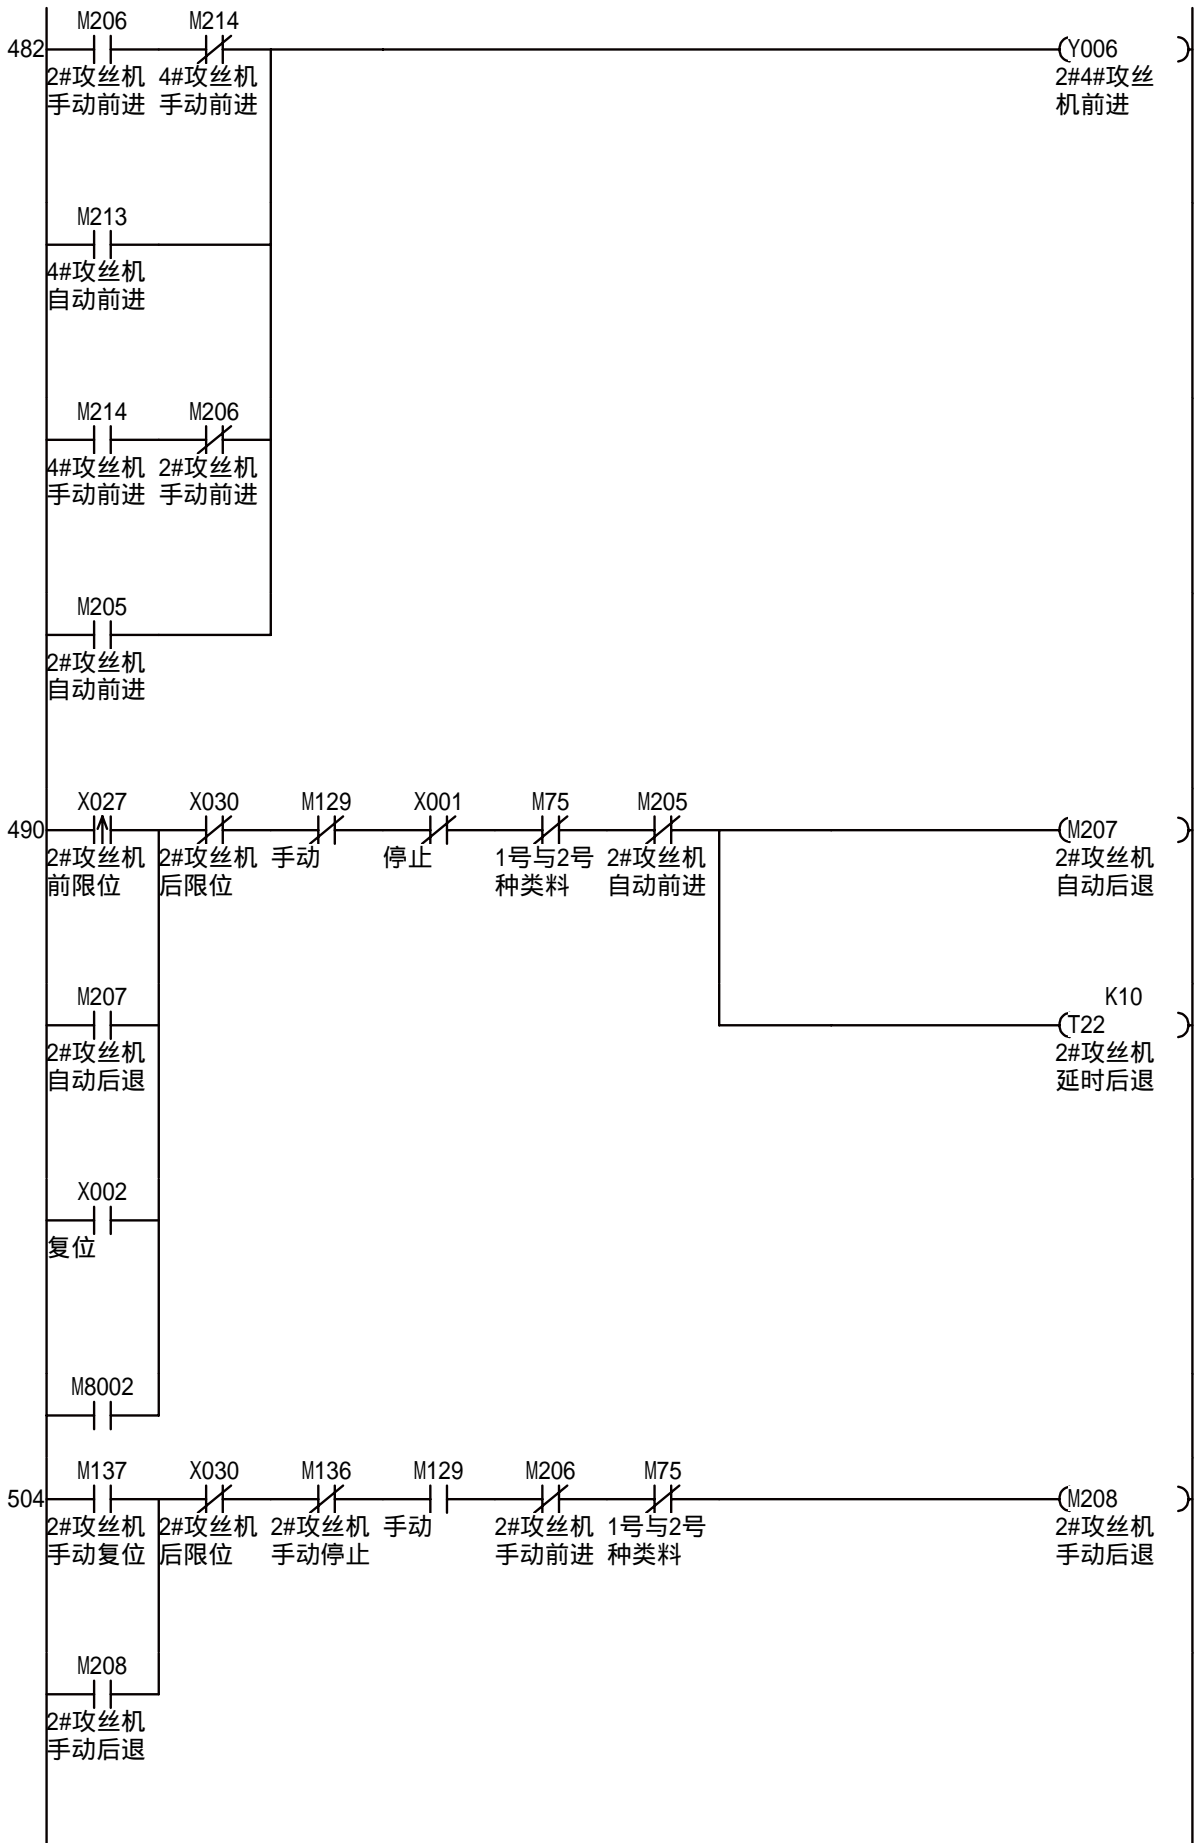 M206 M214
482 (Y006 )
2#攻丝机 4#攻丝机 2#4#攻丝
手动前进 手动前进 机前进
M213
4#攻丝机
自动前进
M214 M206
4#攻丝机 2#攻丝机
手动前进 手动前进
M205
2#攻丝机
自动前进
X027 X030 M129 X001 M75 M205
490 (M207 )
2#攻丝机 2#攻丝机 手动 停止 1号与2号 2#攻丝机 2#攻丝机
前限位 后限位 种类料 自动前进 自动后退
M207 K10
(T22 )
2#攻丝机 2#攻丝机
自动后退 延时后退
X002
复位
M8002
M137 X030 M136 M129 M206 M75
504 (M208 )
2#攻丝机 2#攻丝机 2#攻丝机 手动 2#攻丝机 1号与2号 2#攻丝机
手动复位 后限位 手动停止 手动前进 种类料 手动后退
M208
2#攻丝机
手动后退